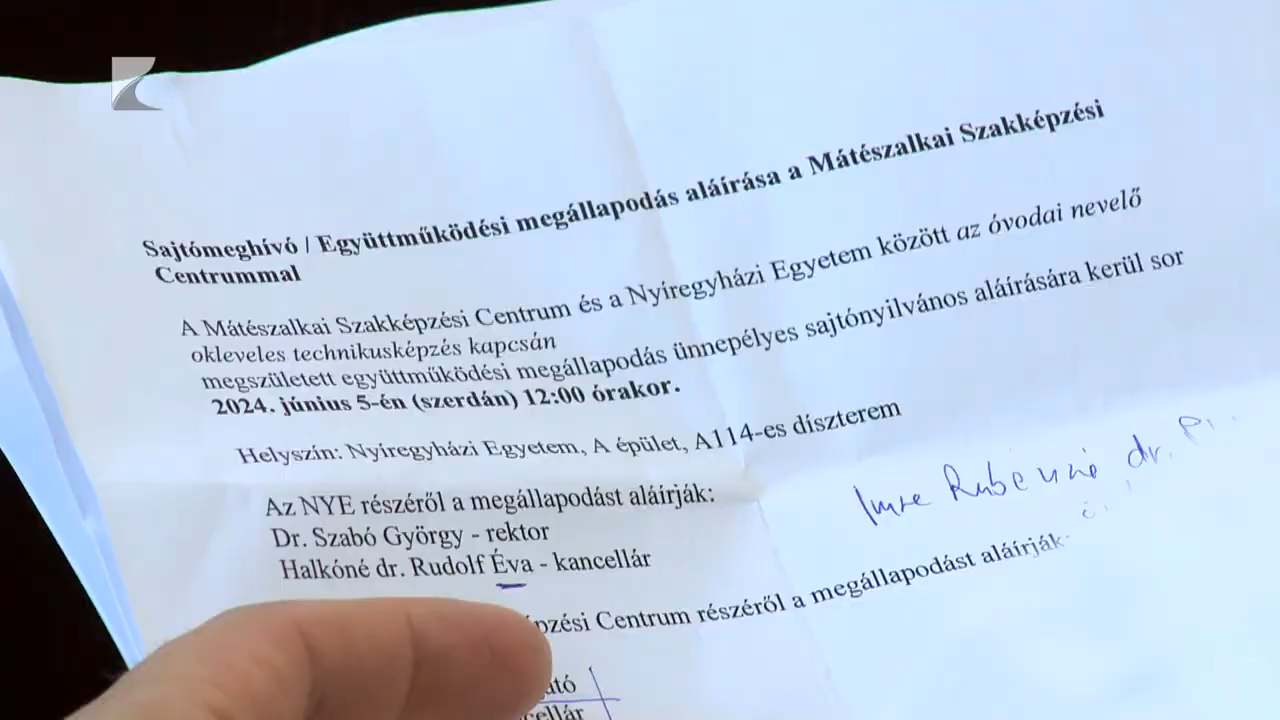 Sajtómeghívó / Együttműködési megállapodás aláírása a Mátészalkai Szakképzési
Centrummal
A Mátészalkai Szakképzési Centrum és a Nyíregyházi Egyetem között az óvodai nevelő
okleveles technikusképzés kapcsán
megszületett együttműködési megállapodás ünnepélyes sajtónyilvános aláírására kerül sor
2024. június 5-én (szerdán) 12:00 órakor.
Helyszín: Nyíregyházi Egyetem, A épület, A114-es díszterem
Az NYE részéről a megállapodást aláírják:
Dr. Szabó György - rektor
Halkóné dr. Rudolf Éva - kancellár
Imre Rubénné dr.
Centrum részéről a megállapodást aláírják